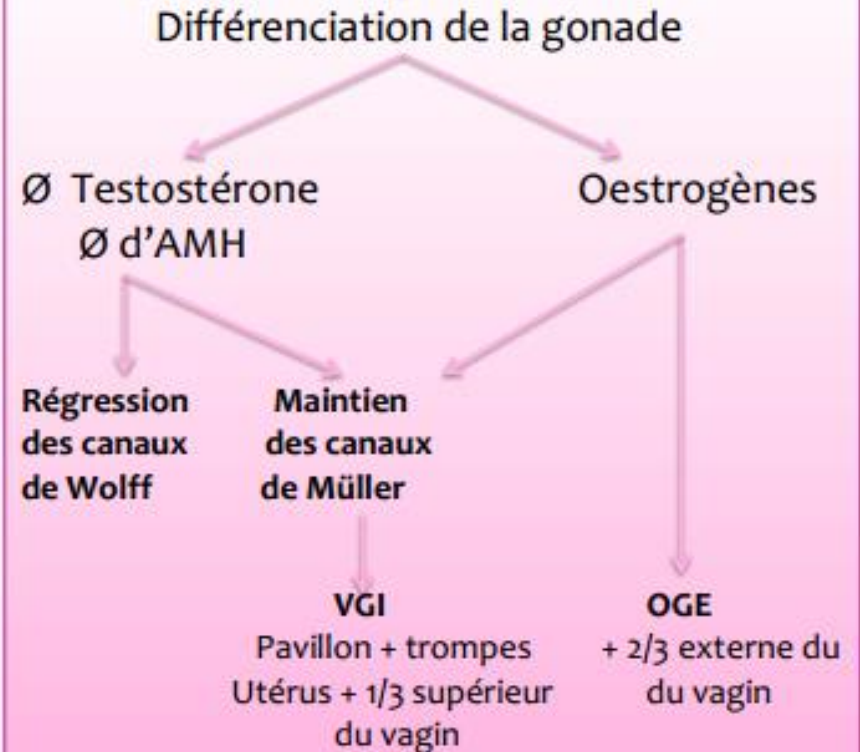 Différenciation de la gonade
Ø Testostérone
Ø d'AMH
Oestrogènes
Régression
des canaux
de Wolff
Maintien
des canaux
de Müller
VGI
Pavillon + trompes
Utérus + 1/3 supérieur
du vagin
OGE
+ 2/3 externe du
du vagin